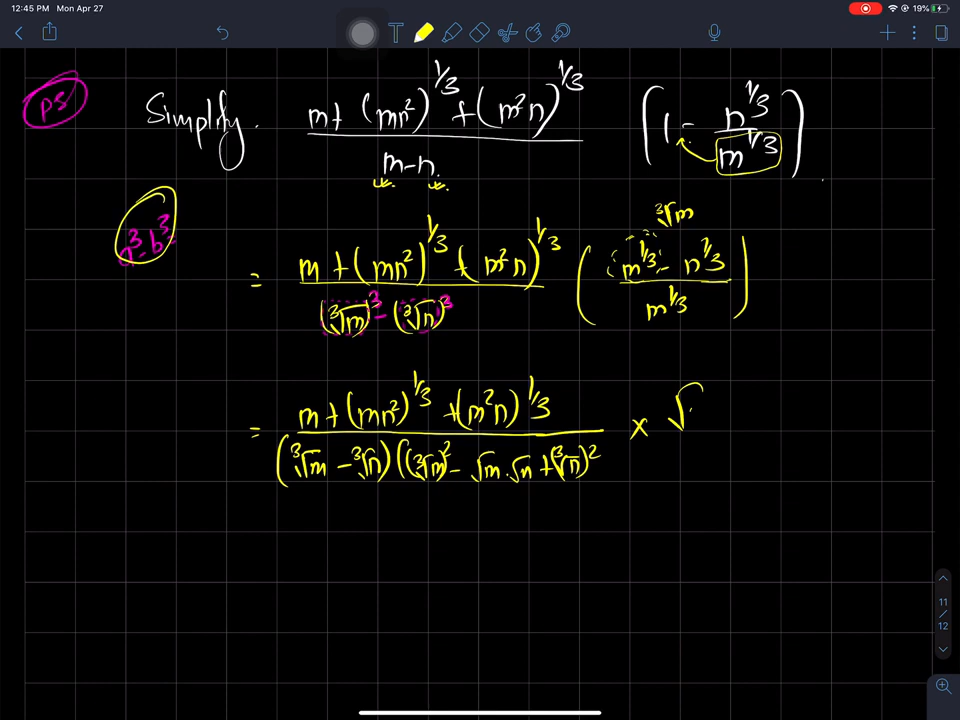 12:45 PM Mon Apr 27 19%
p5 Simplify. m+(mn²)^1/3+(m²n)^1/3 / m-n (1 - n^1/3 / m^1/3)
a³-b³
∛m
= m+(mn²)^1/3+(m²n)^1/3 / (∛m)³-(∛n)³ (m^1/3 - n^1/3 / m^1/3)
= m+(mn²)^1/3+(m²n)^1/3 / (∛m-∛n)((∛m)²-√m.√n+(∛n)² × √
11 / 12